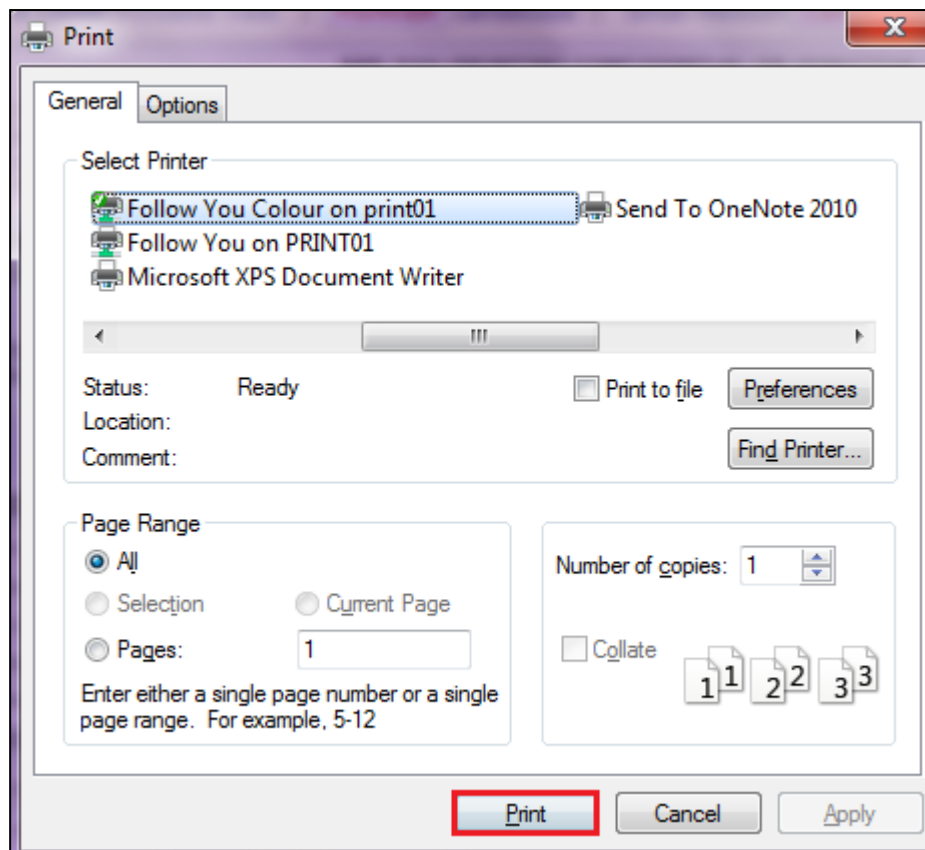 Print
x
General Options
Select Printer
Follow You Colour on print01 Send To OneNote 2010
Follow You on PRINT01
Microsoft XPS Document Writer
Status: Ready Print to file Preferences
Location:
Comment: Find Printer...
Page Range
All
Selection Current Page
Pages: 1
Enter either a single page number or a single
page range. For example, 5-12
Number of copies: 1
Collate
1 1 2 2 3 3
Print Cancel Apply